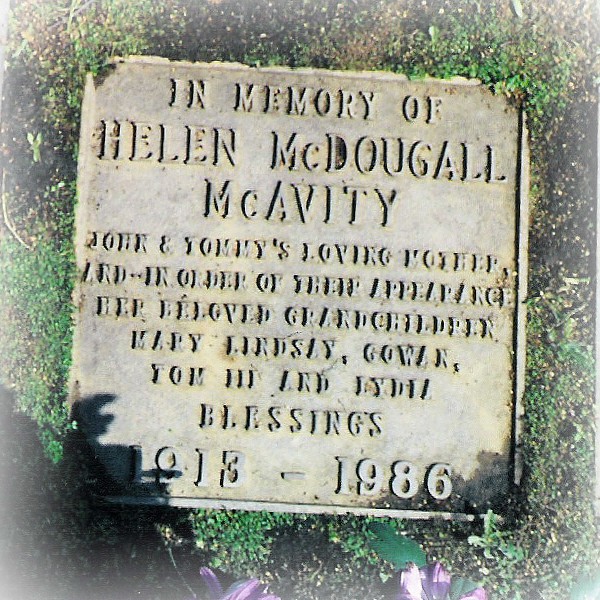 IN MEMORY OF
HELEN McDOUGALL
McAVITY
JOHN & TOMMY'S LOVING MOTHER,
AND--IN ORDER OF THEIR APPEARANCE
HER BELOVED GRANDCHILDREN
MARY LINDSAY, GOWAN,
TOM III AND LYDIA
BLESSINGS
1913 - 1986